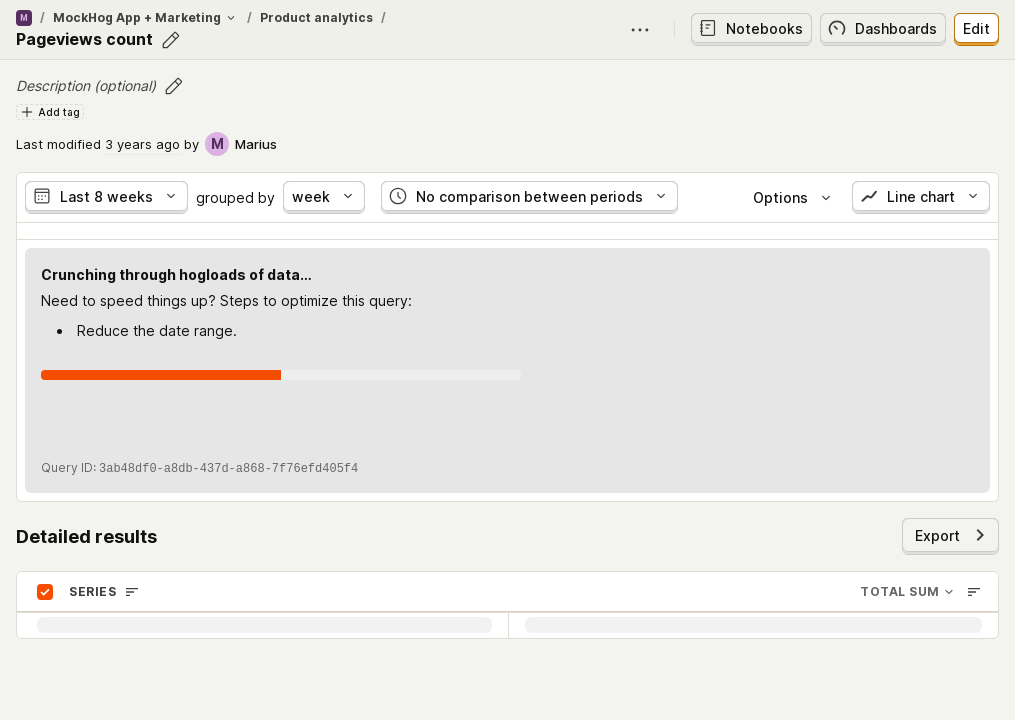 M / MockHog App + Marketing / Product analytics /
Pageviews count
Notebooks
Dashboards
Edit
Description (optional)
Add tag
Last modified 3 years ago by M Marius
Last 8 weeks grouped by week No comparison between periods Options Line chart
Crunching through hogloads of data...
Need to speed things up? Steps to optimize this query:
• Reduce the date range.
Query ID: 3ab48df0-a8db-437d-a868-7f76efd405f4
Detailed results
Export
SERIES TOTAL SUM